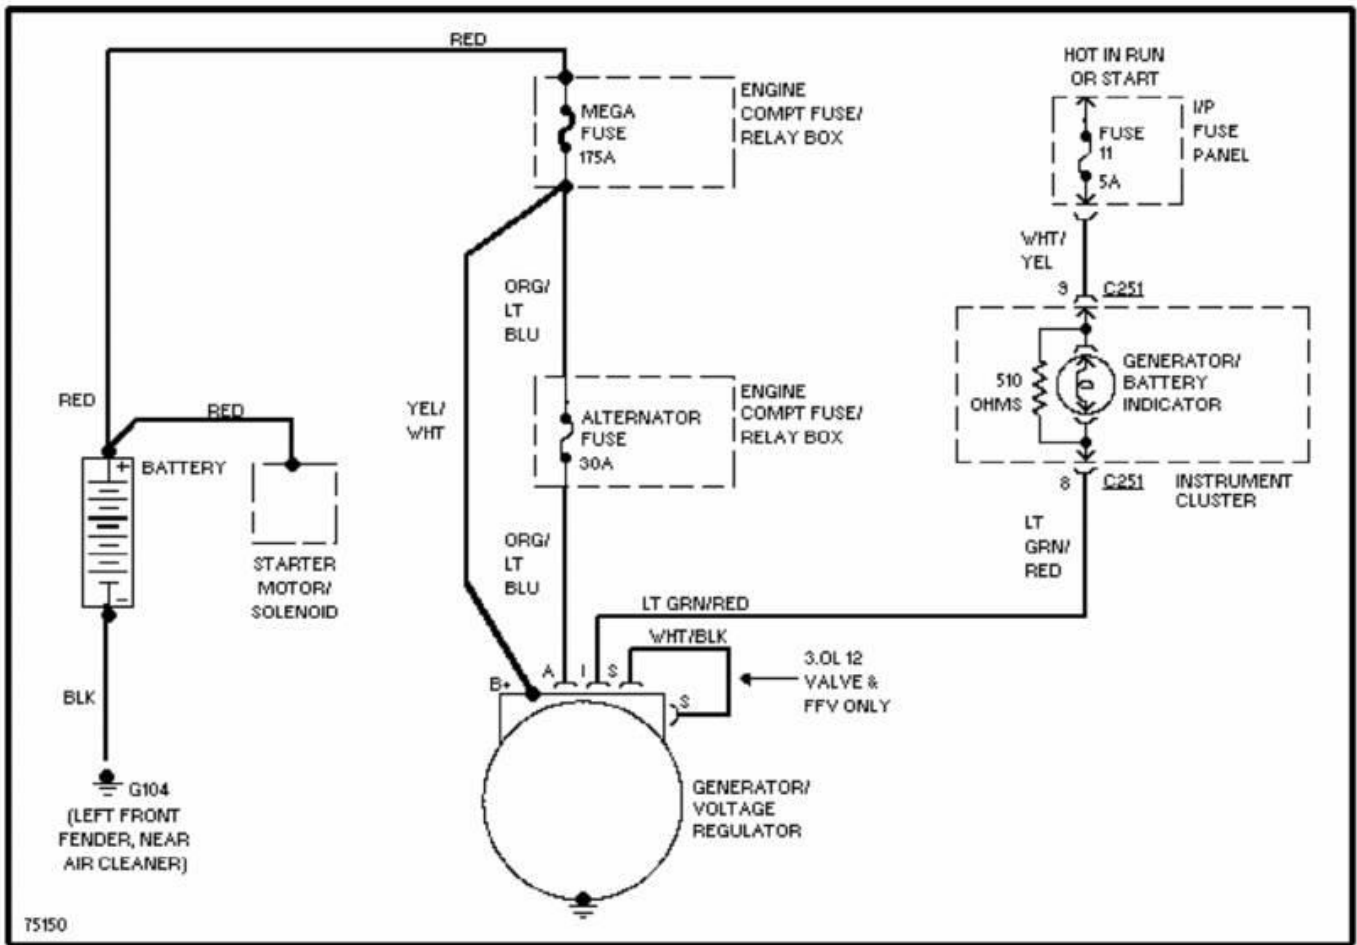 RED
HOT IN RUN
OR START
MEGA
FUSE
175A
ENGINE
COMPT FUSE/
RELAY BOX
FUSE
11
5A
I/P
FUSE
PANEL
WHT/
YEL
9 C251
ORG/
LT
BLU
YEL/
WHT
ALTERNATOR
FUSE
30A
ENGINE
COMPT FUSE/
RELAY BOX
510
OHMS
GENERATOR/
BATTERY
INDICATOR
8 C251
INSTRUMENT
CLUSTER
RED
RED
+
BATTERY
-
STARTER
MOTOR/
SOLENOID
ORG/
LT
BLU
LT
GRN/
RED
LT GRN/RED
WHT/BLK
3.0L 12
VALVE &
FFV ONLY
B+ A I S
S
BLK
G104
(LEFT FRONT
FENDER, NEAR
AIR CLEANER)
GENERATOR/
VOLTAGE
REGULATOR
75150